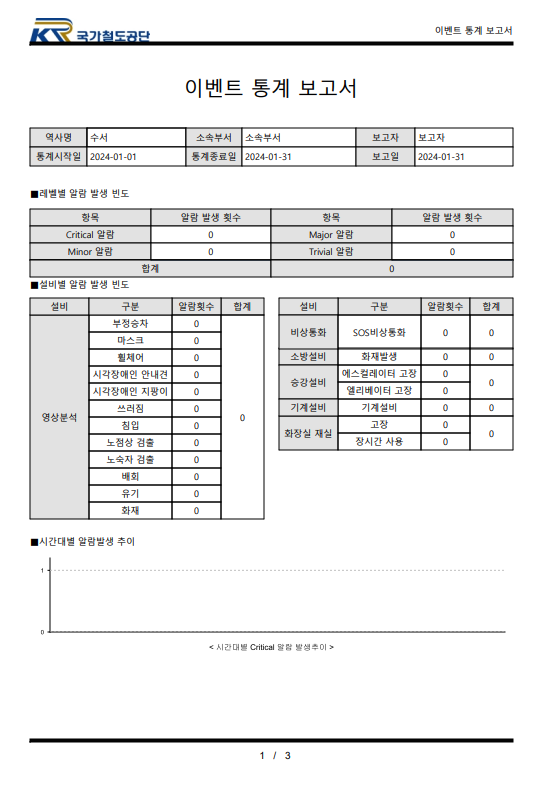 KR 국가철도공단
이벤트 통계 보고서
이벤트 통계 보고서
역사명 수서 소속부서 소속부서 보고자 보고자
통계시작일 2024-01-01 통계종료일 2024-01-31 보고일 2024-01-31
■레벨별 알람 발생 빈도
항목 알람 발생 횟수 항목 알람 발생 횟수
Critical 알람 0 Major 알람 0
Minor 알람 0 Trivial 알람 0
합계 0
■설비별 알람 발생 빈도
설비 구분 알람횟수 합계
영상분석 0
부정승차 0
마스크 0
휠체어 0
시각장애인 안내견 0
시각장애인 지팡이 0
쓰러짐 0
침입 0
노점상 검출 0
노숙자 검출 0
배회 0
유기 0
화재 0
설비 구분 알람횟수 합계
비상통화 SOS비상통화 0 0
소방설비 화재발생 0 0
승강설비 0
에스컬레이터 고장 0
엘리베이터 고장 0
기계설비 기계설비 0 0
화장실 재실 0
고장 0
장시간 사용 0
■시간대별 알람발생 추이
1
0
< 시간대별 Critical 알람 발생추이 >
1 / 3